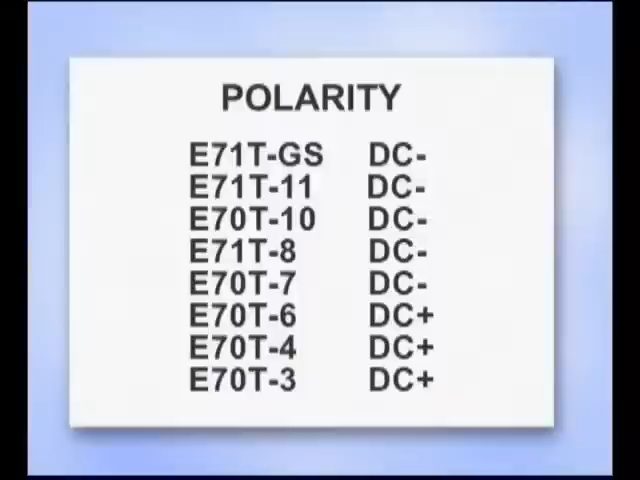 POLARITY
E71T-GS DC-
E71T-11 DC-
E70T-10 DC-
E71T-8 DC-
E70T-7 DC-
E70T-6 DC+
E70T-4 DC+
E70T-3 DC+